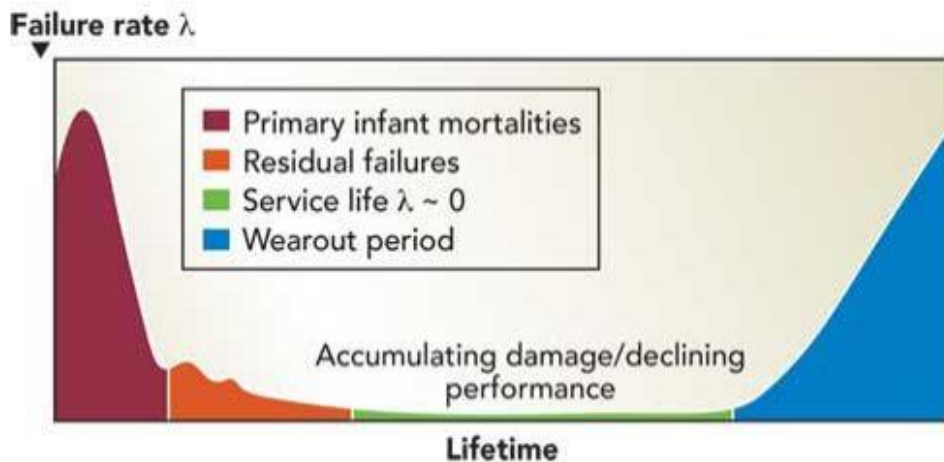 Failure rate λ
Primary infant mortalities
Residual failures
Service life λ ~ 0
Wearout period
Accumulating damage/declining
performance
Lifetime